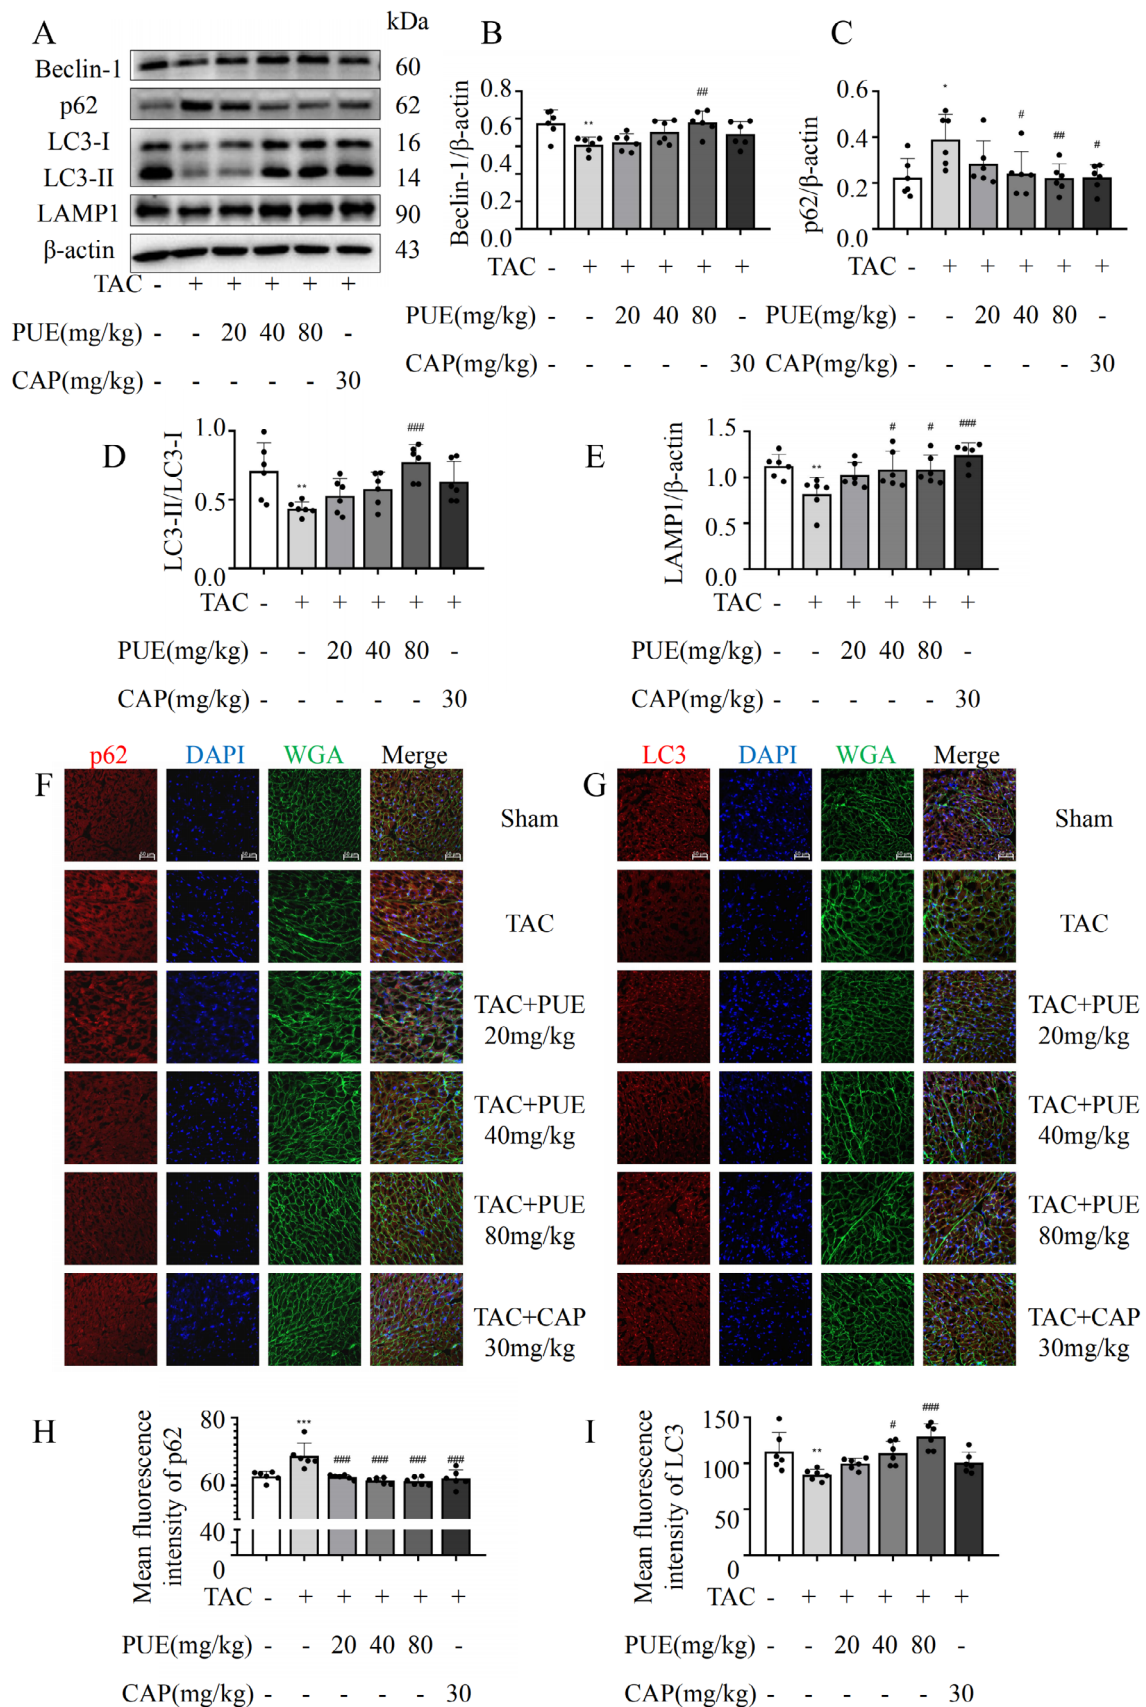 A
kDa
Beclin-1
60
p62
62
LC3-I
16
LC3-II
14
LAMP1
90
β-actin
43
TAC - + + + + +
PUE(mg/kg) - - 20 40 80 -
CAP(mg/kg) - - - - - 30
B
Beclin-1/β-actin
0.8
0.6
0.4
0.2
0.0
** ##
TAC - + + + + +
PUE(mg/kg) - - 20 40 80 -
CAP(mg/kg) - - - - - 30
C
p62/β-actin
0.6
0.4
0.2
0.0
* # ## #
TAC - + + + + +
PUE(mg/kg) - - 20 40 80 -
CAP(mg/kg) - - - - - 30
D
LC3-II/LC3-I
1.0
0.5
0.0
** ###
TAC - + + + + +
PUE(mg/kg) - - 20 40 80 -
CAP(mg/kg) - - - - - 30
E
LAMP1/β-actin
1.5
1.0
0.5
0.0
** # # ###
TAC - + + + + +
PUE(mg/kg) - - 20 40 80 -
CAP(mg/kg) - - - - - 30
F
p62 DAPI WGA Merge
Sham
TAC
TAC+PUE
20mg/kg
TAC+PUE
40mg/kg
TAC+PUE
80mg/kg
TAC+CAP
30mg/kg
G
LC3 DAPI WGA Merge
Sham
TAC
TAC+PUE
20mg/kg
TAC+PUE
40mg/kg
TAC+PUE
80mg/kg
TAC+CAP
30mg/kg
H
Mean fluorescence
intensity of p62
80
60
40
0
*** ### ### ### ###
TAC - + + + + +
PUE(mg/kg) - - 20 40 80 -
CAP(mg/kg) - - - - - 30
I
Mean fluorescence
intensity of LC3
150
100
50
0
** # ###
TAC - + + + + +
PUE(mg/kg) - - 20 40 80 -
CAP(mg/kg) - - - - - 30